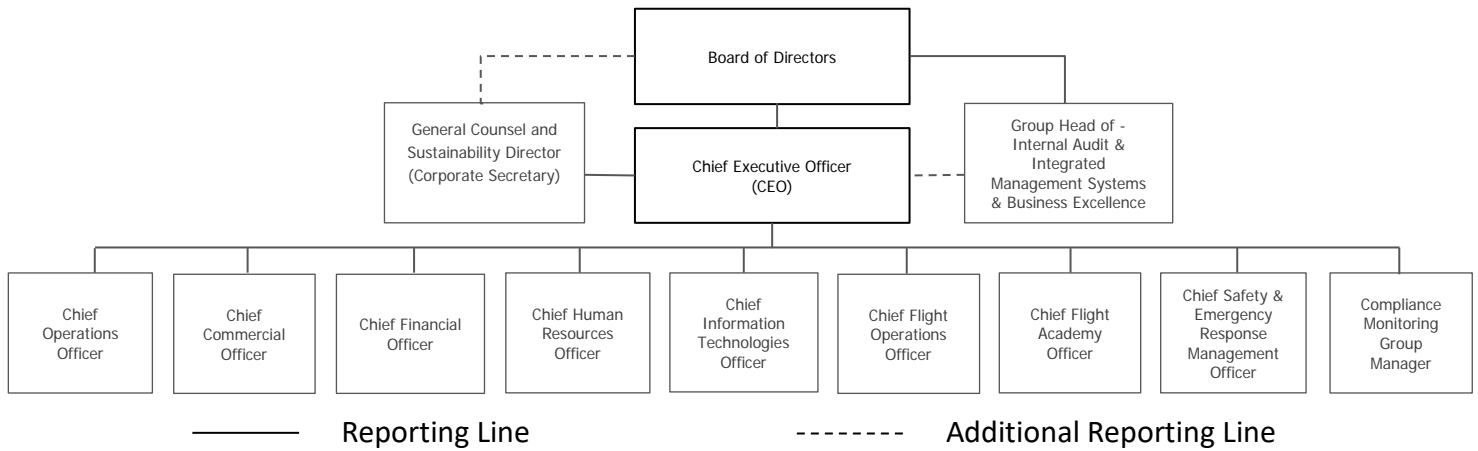 Board of Directors
General Counsel and
Sustainability Director
(Corporate Secretary)
Chief Executive Officer
(CEO)
Group Head of -
Internal Audit &
Integrated
Management Systems
& Business Excellence
Chief
Operations
Officer
Chief
Commercial
Officer
Chief Financial
Officer
Chief Human
Resources
Officer
Chief
Information
Technologies
Officer
Chief Flight
Operations
Officer
Chief Flight
Academy
Officer
Chief Safety &
Emergency
Response
Management
Officer
Compliance
Monitoring
Group
Manager
Reporting Line
Additional Reporting Line